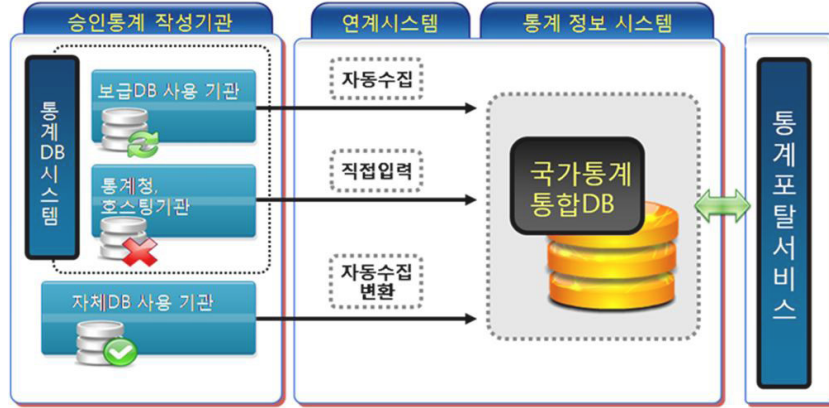 승인통계 작성기관
연계시스템
통계 정보 시스템
통계DB시스템
보급DB 사용 기관
통계청,
호스팅기관
자체DB 사용 기관
자동수집
직접입력
자동수집
변환
국가통계
통합DB
통계포탈서비스